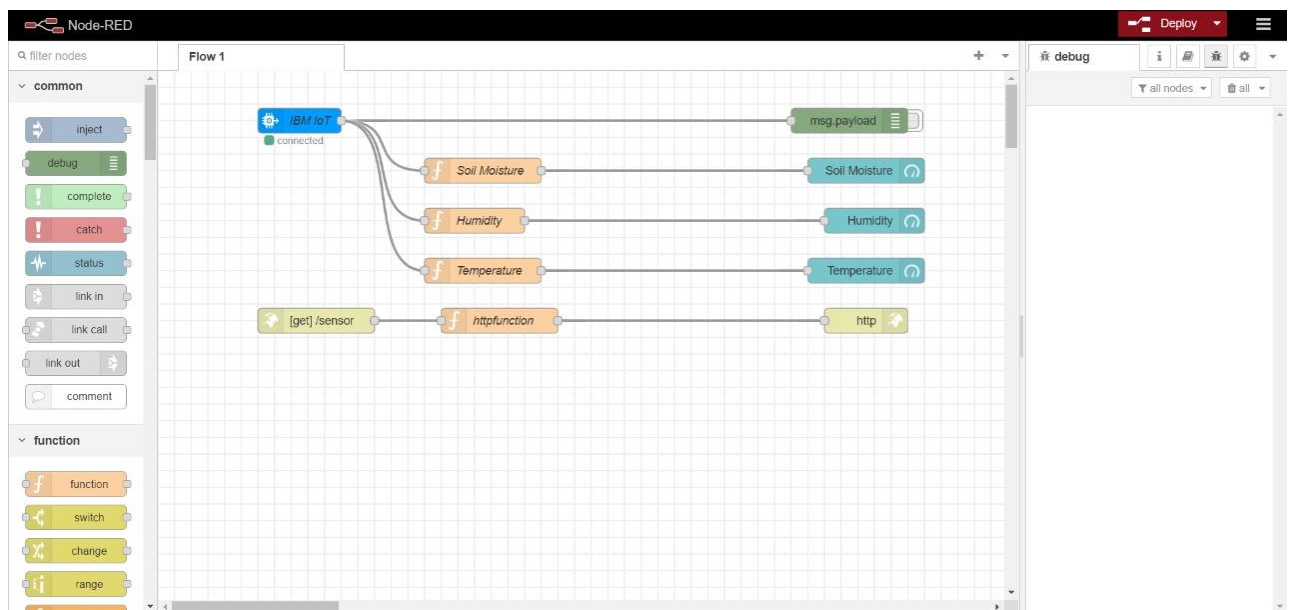 Node-RED
Deploy
filter nodes
Flow 1
debug
i
all nodes
all
common
inject
debug
complete
catch
status
link in
link call
link out
comment
function
function
switch
change
range
IBM IoT
connected
msg.payload
Soil Moisture
Soil Moisture
Humidity
Humidity
Temperature
Temperature
[get] /sensor
httpfunction
http